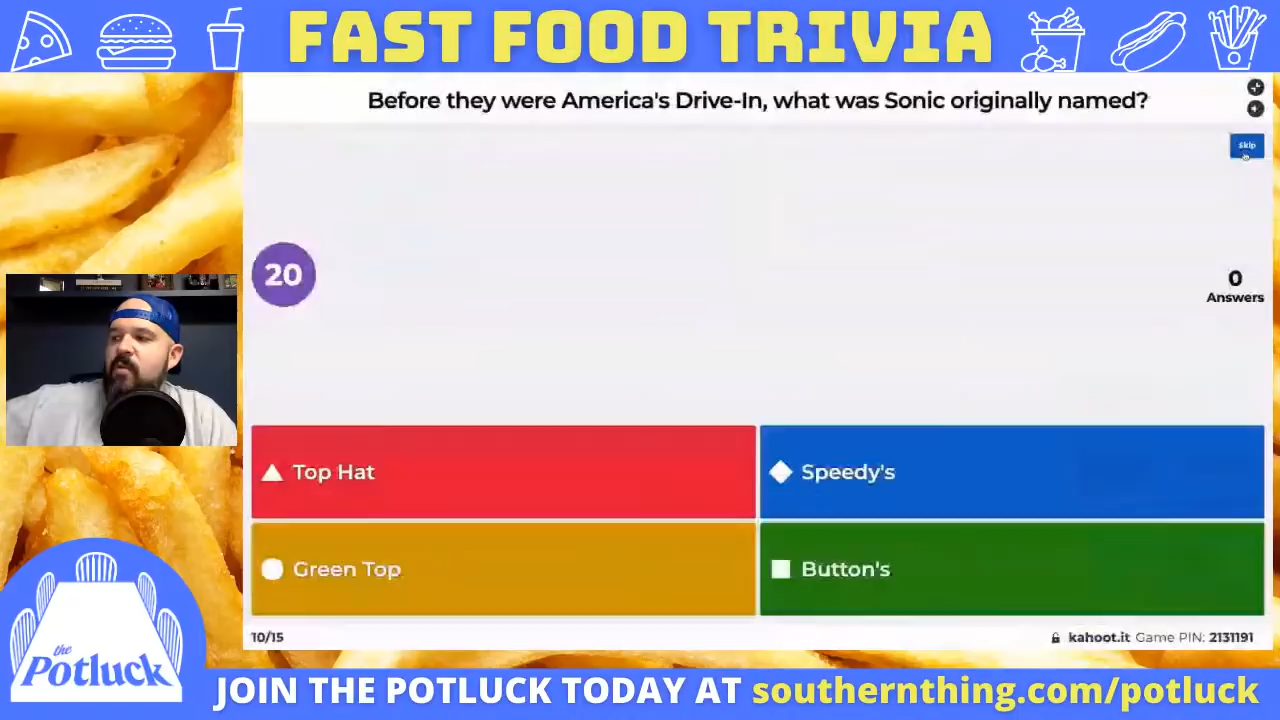 FAST FOOD TRIVIA
Before they were America's Drive-In, what was Sonic originally named?
Skip
20
0
Answers
Top Hat
Speedy's
Green Top
Button's
10/15
kahoot.it Game PIN: 2131191
the
Potluck
JOIN THE POTLUCK TODAY AT southernthing.com/potluck